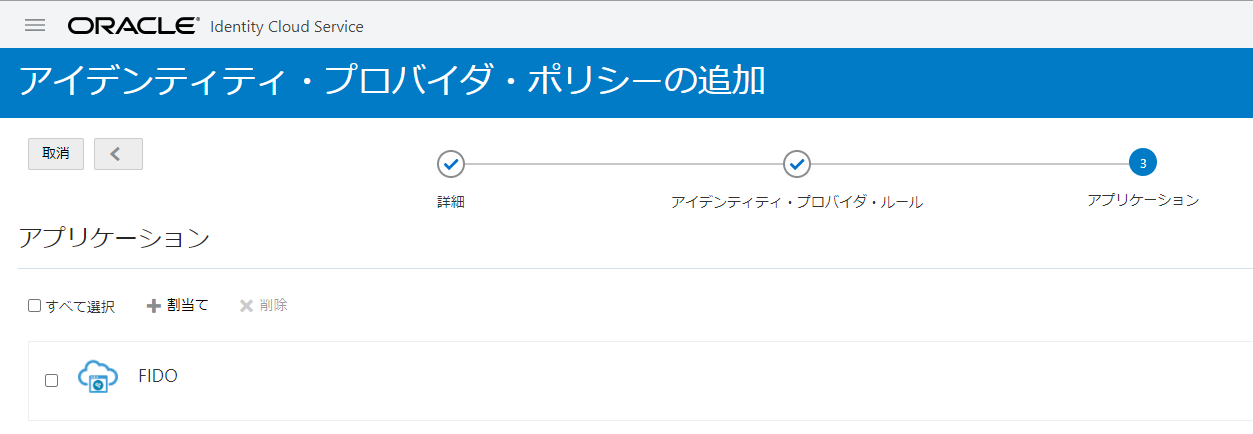 ORACLE® Identity Cloud Service
アイデンティティ・プロバイダ・ポリシーの追加
取消
3
詳細
アイデンティティ・プロバイダ・ルール
アプリケーション
アプリケーション
すべて選択
割当て
削除
FIDO